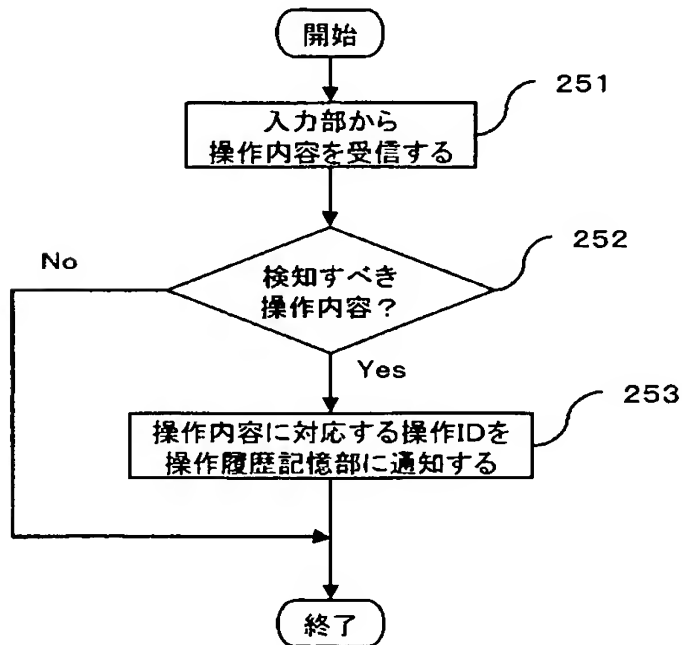 開始
251
入力部から
操作内容を受信する
252
No
検知すべき
操作内容？
Yes
253
操作内容に対応する操作IDを
操作履歴記憶部に通知する
終了